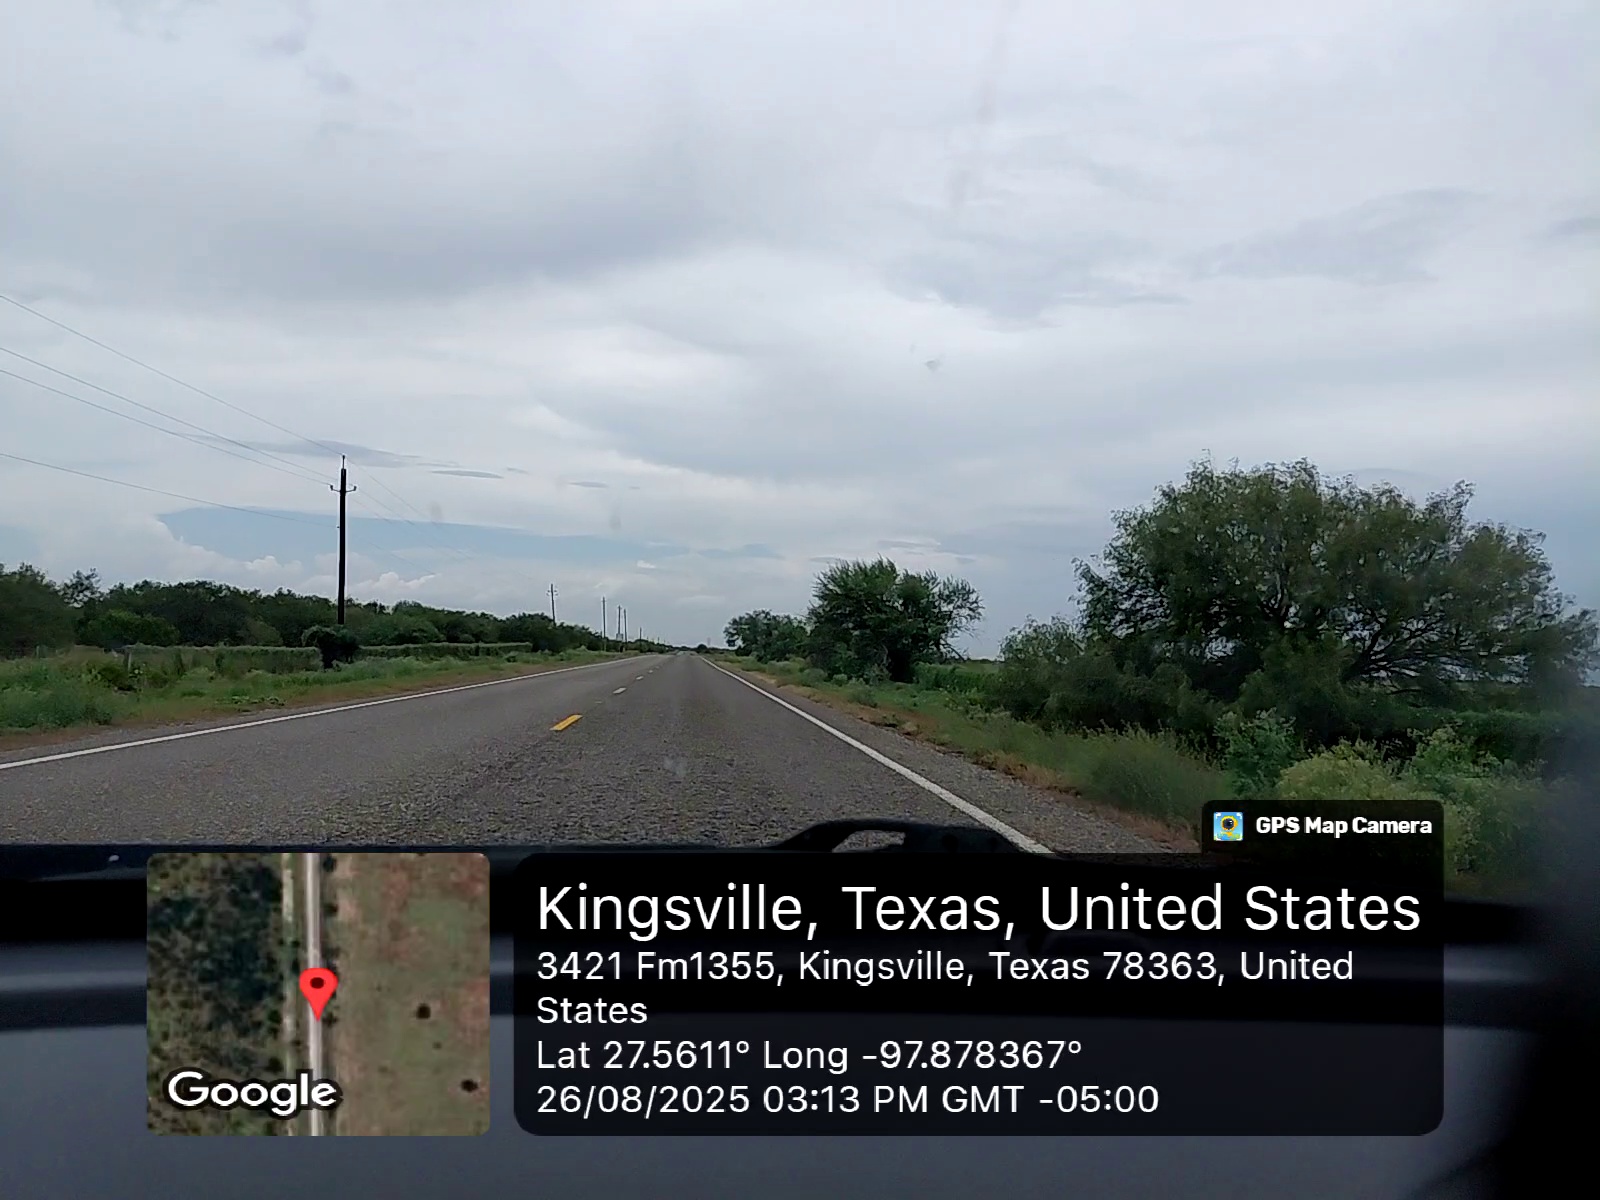 GPS Map Camera
Kingsville, Texas, United States
3421 Fm1355, Kingsville, Texas 78363, United
States
Lat 27.5611° Long -97.878367°
26/08/2025 03:13 PM GMT -05:00
Google